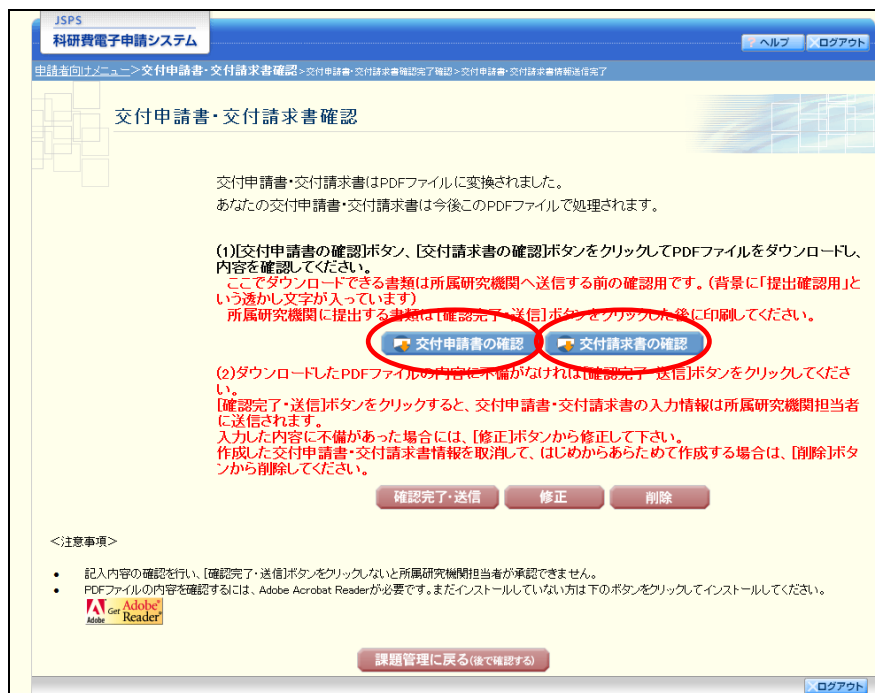 JSPS
科研費電子申請システム
ヘルプ
ログアウト
申請者向けメニュー>交付申請書・交付請求書確認>交付申請書・交付請求書確認完了確認>交付申請書・交付請求書情報送信完了
交付申請書・交付請求書確認
交付申請書・交付請求書はPDFファイルに変換されました。
あなたの交付申請書・交付請求書は今後このPDFファイルで処理されます。
(1)[交付申請書の確認]ボタン、[交付請求書の確認]ボタンをクリックしてPDFファイルをダウンロードし、
内容を確認してください。
ここでダウンロードできる書類は所属研究機関へ送信する前の確認用です。(背景に「提出確認用」と
いう透かし文字が入っています)
所属研究機関に提出する書類は[確認完了・送信]ボタンをクリックした後に印刷してください。
交付申請書の確認
交付請求書の確認
(2)ダウンロードしたPDFファイルの内容に不備がなければ[確認完了・送信]ボタンをクリックしてくださ
い。
[確認完了・送信]ボタンをクリックすると、交付申請書・交付請求書の入力情報は所属研究機関担当者
に送信されます。
入力した内容に不備があった場合には、[修正]ボタンから修正して下さい。
作成した交付申請書・交付請求書情報を取消して、はじめからあらためて作成する場合は、[削除]ボタ
ンから削除してください。
確認完了・送信
修正
削除
<注意事項>
• 記入内容の確認を行い、[確認完了・送信]ボタンをクリックしないと所属研究機関担当者が承認できません。
• PDFファイルの内容を確認するには、Adobe Acrobat Readerが必要です。まだインストールしていない方は下のボタンをクリックしてインストールしてください。
Adobe
Get Adobe®
Reader®
課題管理に戻る(後で確認する)
ログアウト